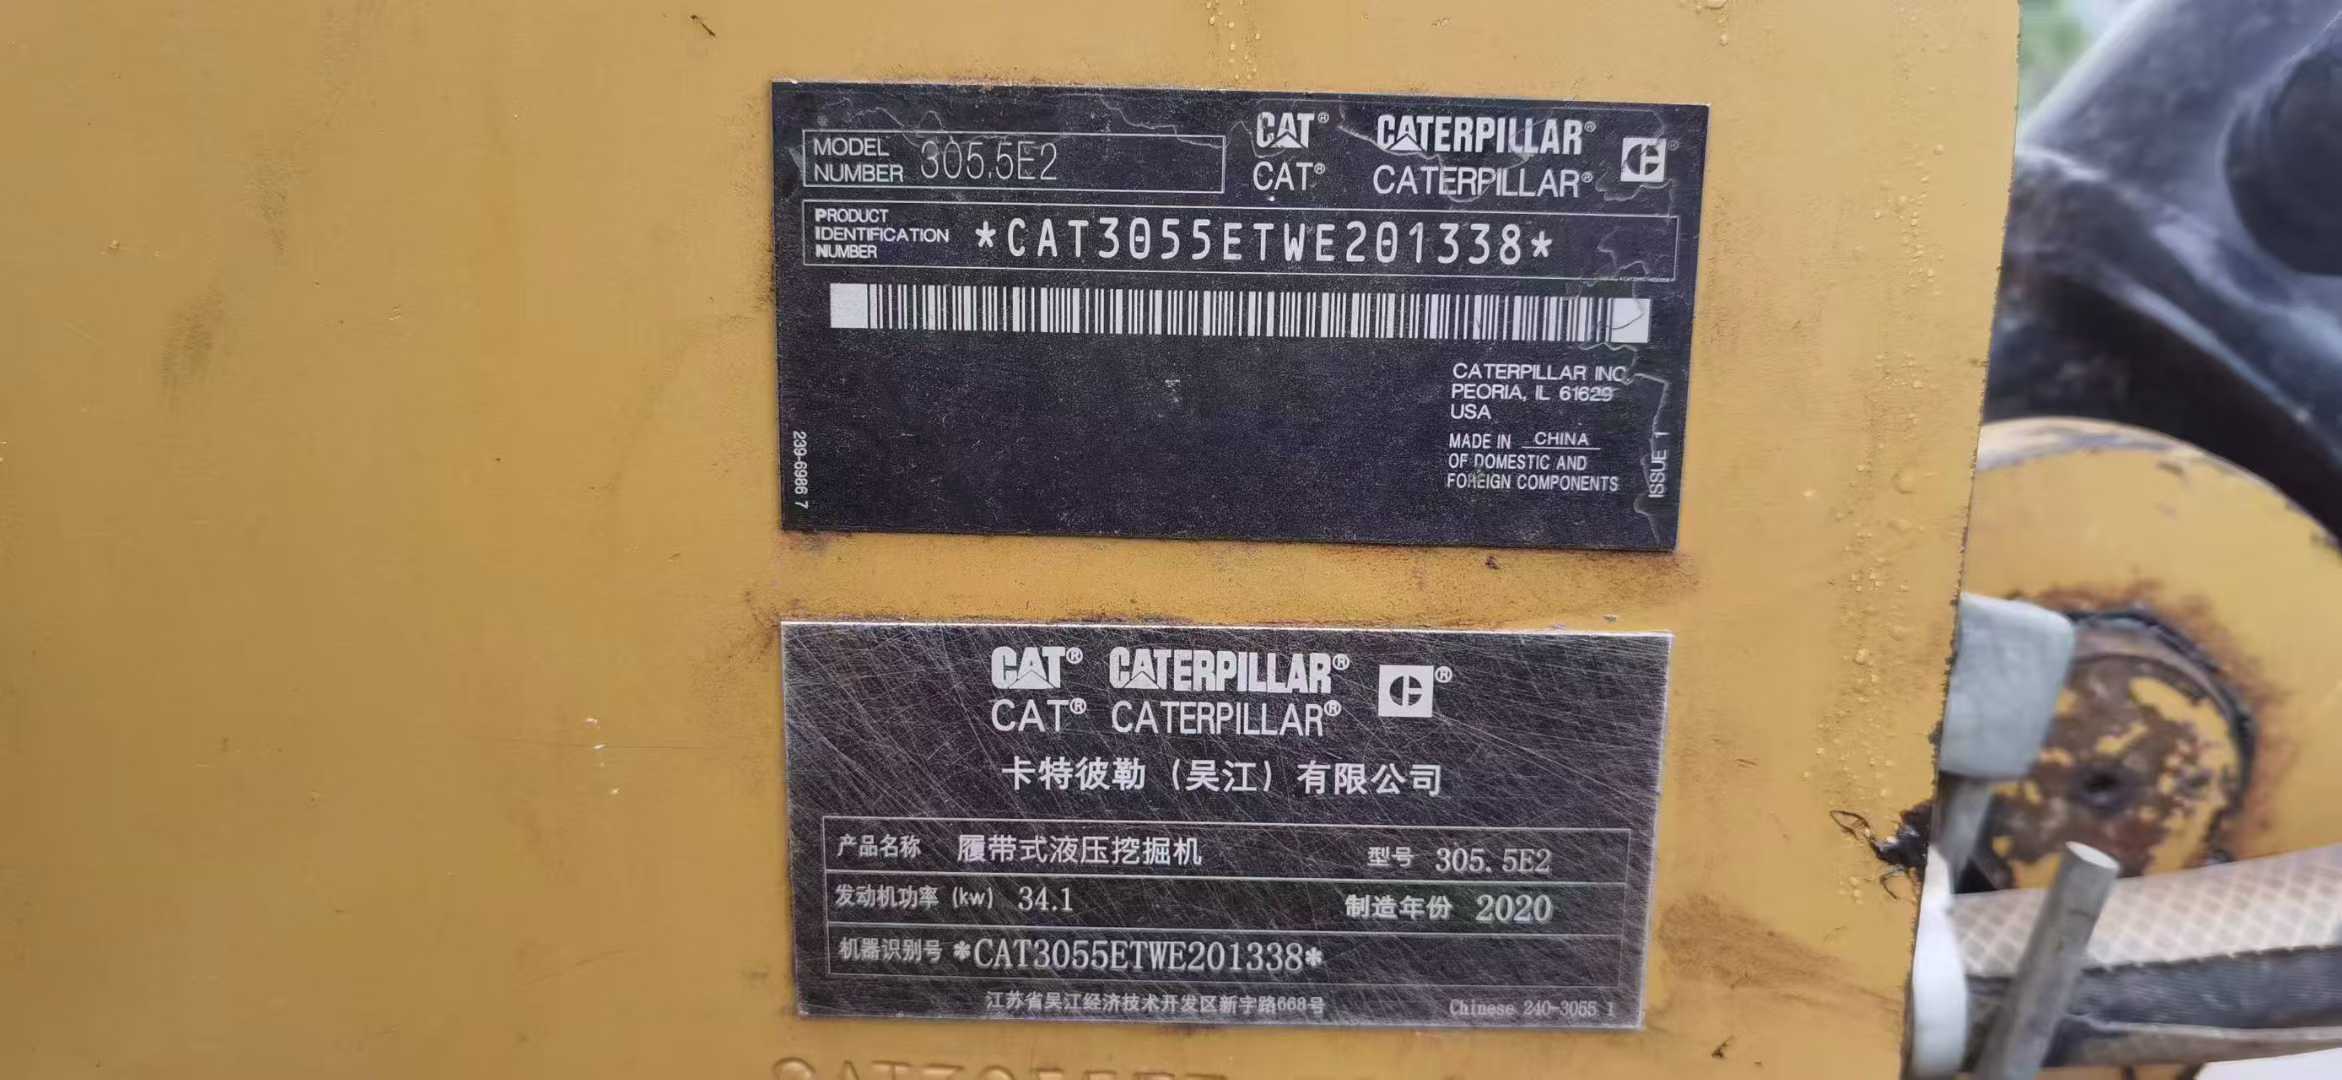 MODEL NUMBER 305.5E2
CAT® CATERPILLAR®
CAT® CATERPILLAR®
PRODUCT IDENTIFICATION NUMBER *CAT3055ETWE201338*
CATERPILLAR INC.
PEORIA, IL 61629
USA
MADE IN CHINA
OF DOMESTIC AND
FOREIGN COMPONENTS
239-6986 7
ISSUE 1
CAT® CATERPILLAR®
CAT® CATERPILLAR®
卡特彼勒（吴江）有限公司
产品名称 履带式液压挖掘机 型号 305.5E2
发动机功率 (kw) 34.1 制造年份 2020
机器识别号 *CAT3055ETWE201338*
江苏省吴江经济技术开发区新字路668号 Chinese 240-3055 1